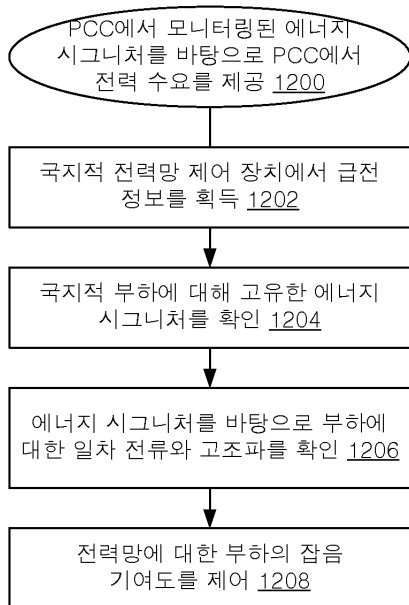 PCC에서 모니터링된 에너지
시그니처를 바탕으로 PCC에서
전력 수요를 제공 1200
국지적 전력망 제어 장치에서 급전
정보를 획득 1202
국지적 부하에 대해 고유한 에너지
시그니처를 확인 1204
에너지 시그니처를 바탕으로 부하에
대한 일차 전류와 고조파를 확인 1206
전력망에 대한 부하의 잡음
기여도를 제어 1208